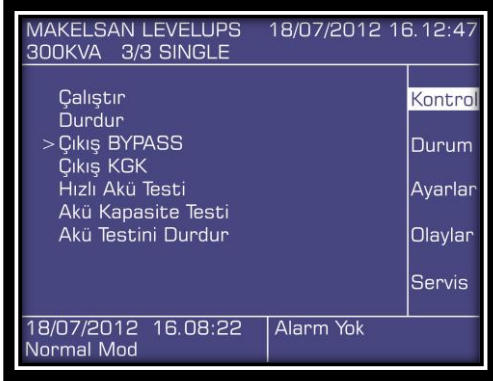 MAKELSAN LEVELUPS 18/07/2012 16.12:47
300KVA 3/3 SINGLE
Çalıştır
Durdur
>Çıkış BYPASS
Çıkış KGK
Hızlı Akü Testi
Akü Kapasite Testi
Akü Testini Durdur
Kontrol
Durum
Ayarlar
Olaylar
Servis
18/07/2012 16.08:22
Normal Mod
Alarm Yok